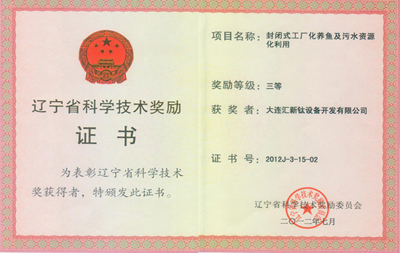 辽宁省科学技术奖励
证书
为表彰辽宁省科学技术
奖获得者，特颁发此证书。
项目名称：封闭式工厂化养鱼及污水资源
化利用
奖励等级：三等
获奖者：大连汇新钛设备开发有限公司
证书号：2012J-3-15-02
辽宁省科学技术奖励委员会
二〇一二年七月